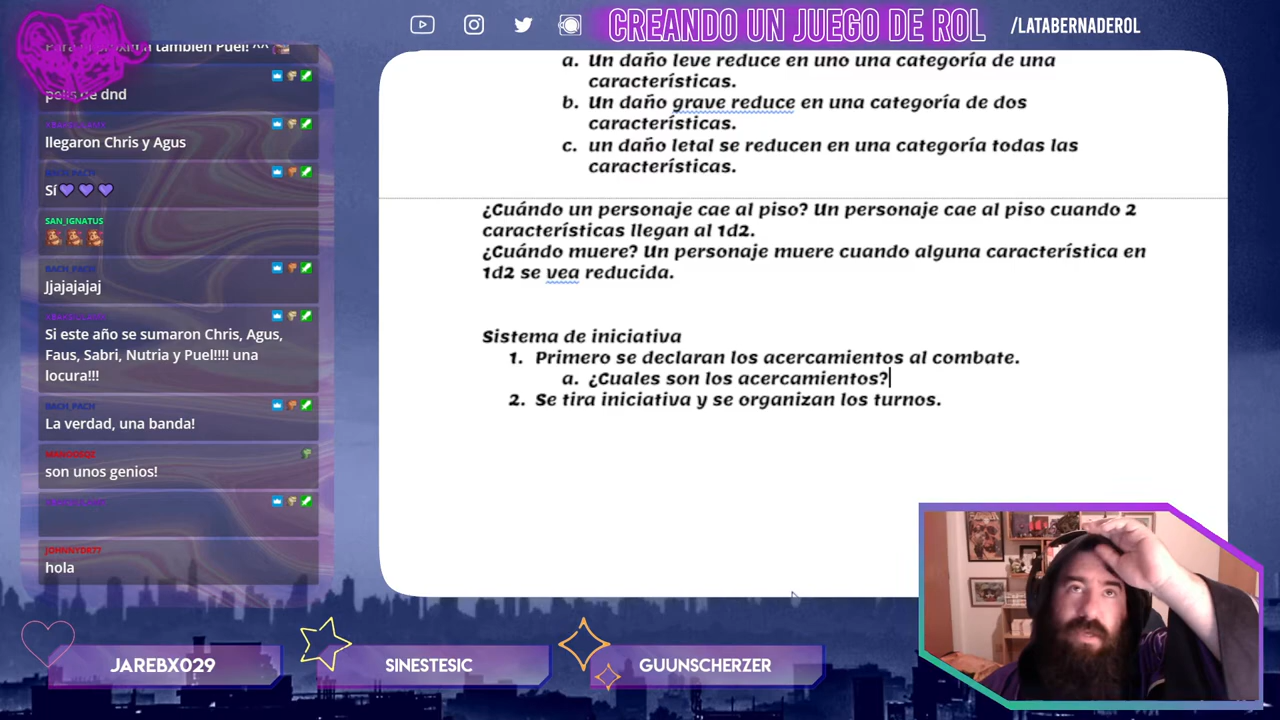 CREANDO UN JUEGO DE ROL
/LATABERNADEROL
polis de dnd
llegaron Chris y Agus
Sí
SAN_IGNATUS
BACH_PACH
Jjajajajaj
Si este año se sumaron Chris, Agus,
Faus, Sabri, Nutria y Puel!!!! una
locura!!!
BACH_PACH
La verdad, una banda!
son unos genios!
JOHNNYDR77
hola
a. Un daño leve reduce en uno una categoría de una
características.
b. Un daño grave reduce en una categoría de dos
características.
c. un daño letal se reducen en una categoría todas las
características.
¿Cuándo un personaje cae al piso? Un personaje cae al piso cuando 2
características llegan al 1d2.
¿Cuándo muere? Un personaje muere cuando alguna característica en
1d2 se vea reducida.
Sistema de iniciativa
1. Primero se declaran los acercamientos al combate.
a. ¿Cuales son los acercamientos?
2. Se tira iniciativa y se organizan los turnos.
JAREBX029
SINESTESIC
GUUNSCHERZER